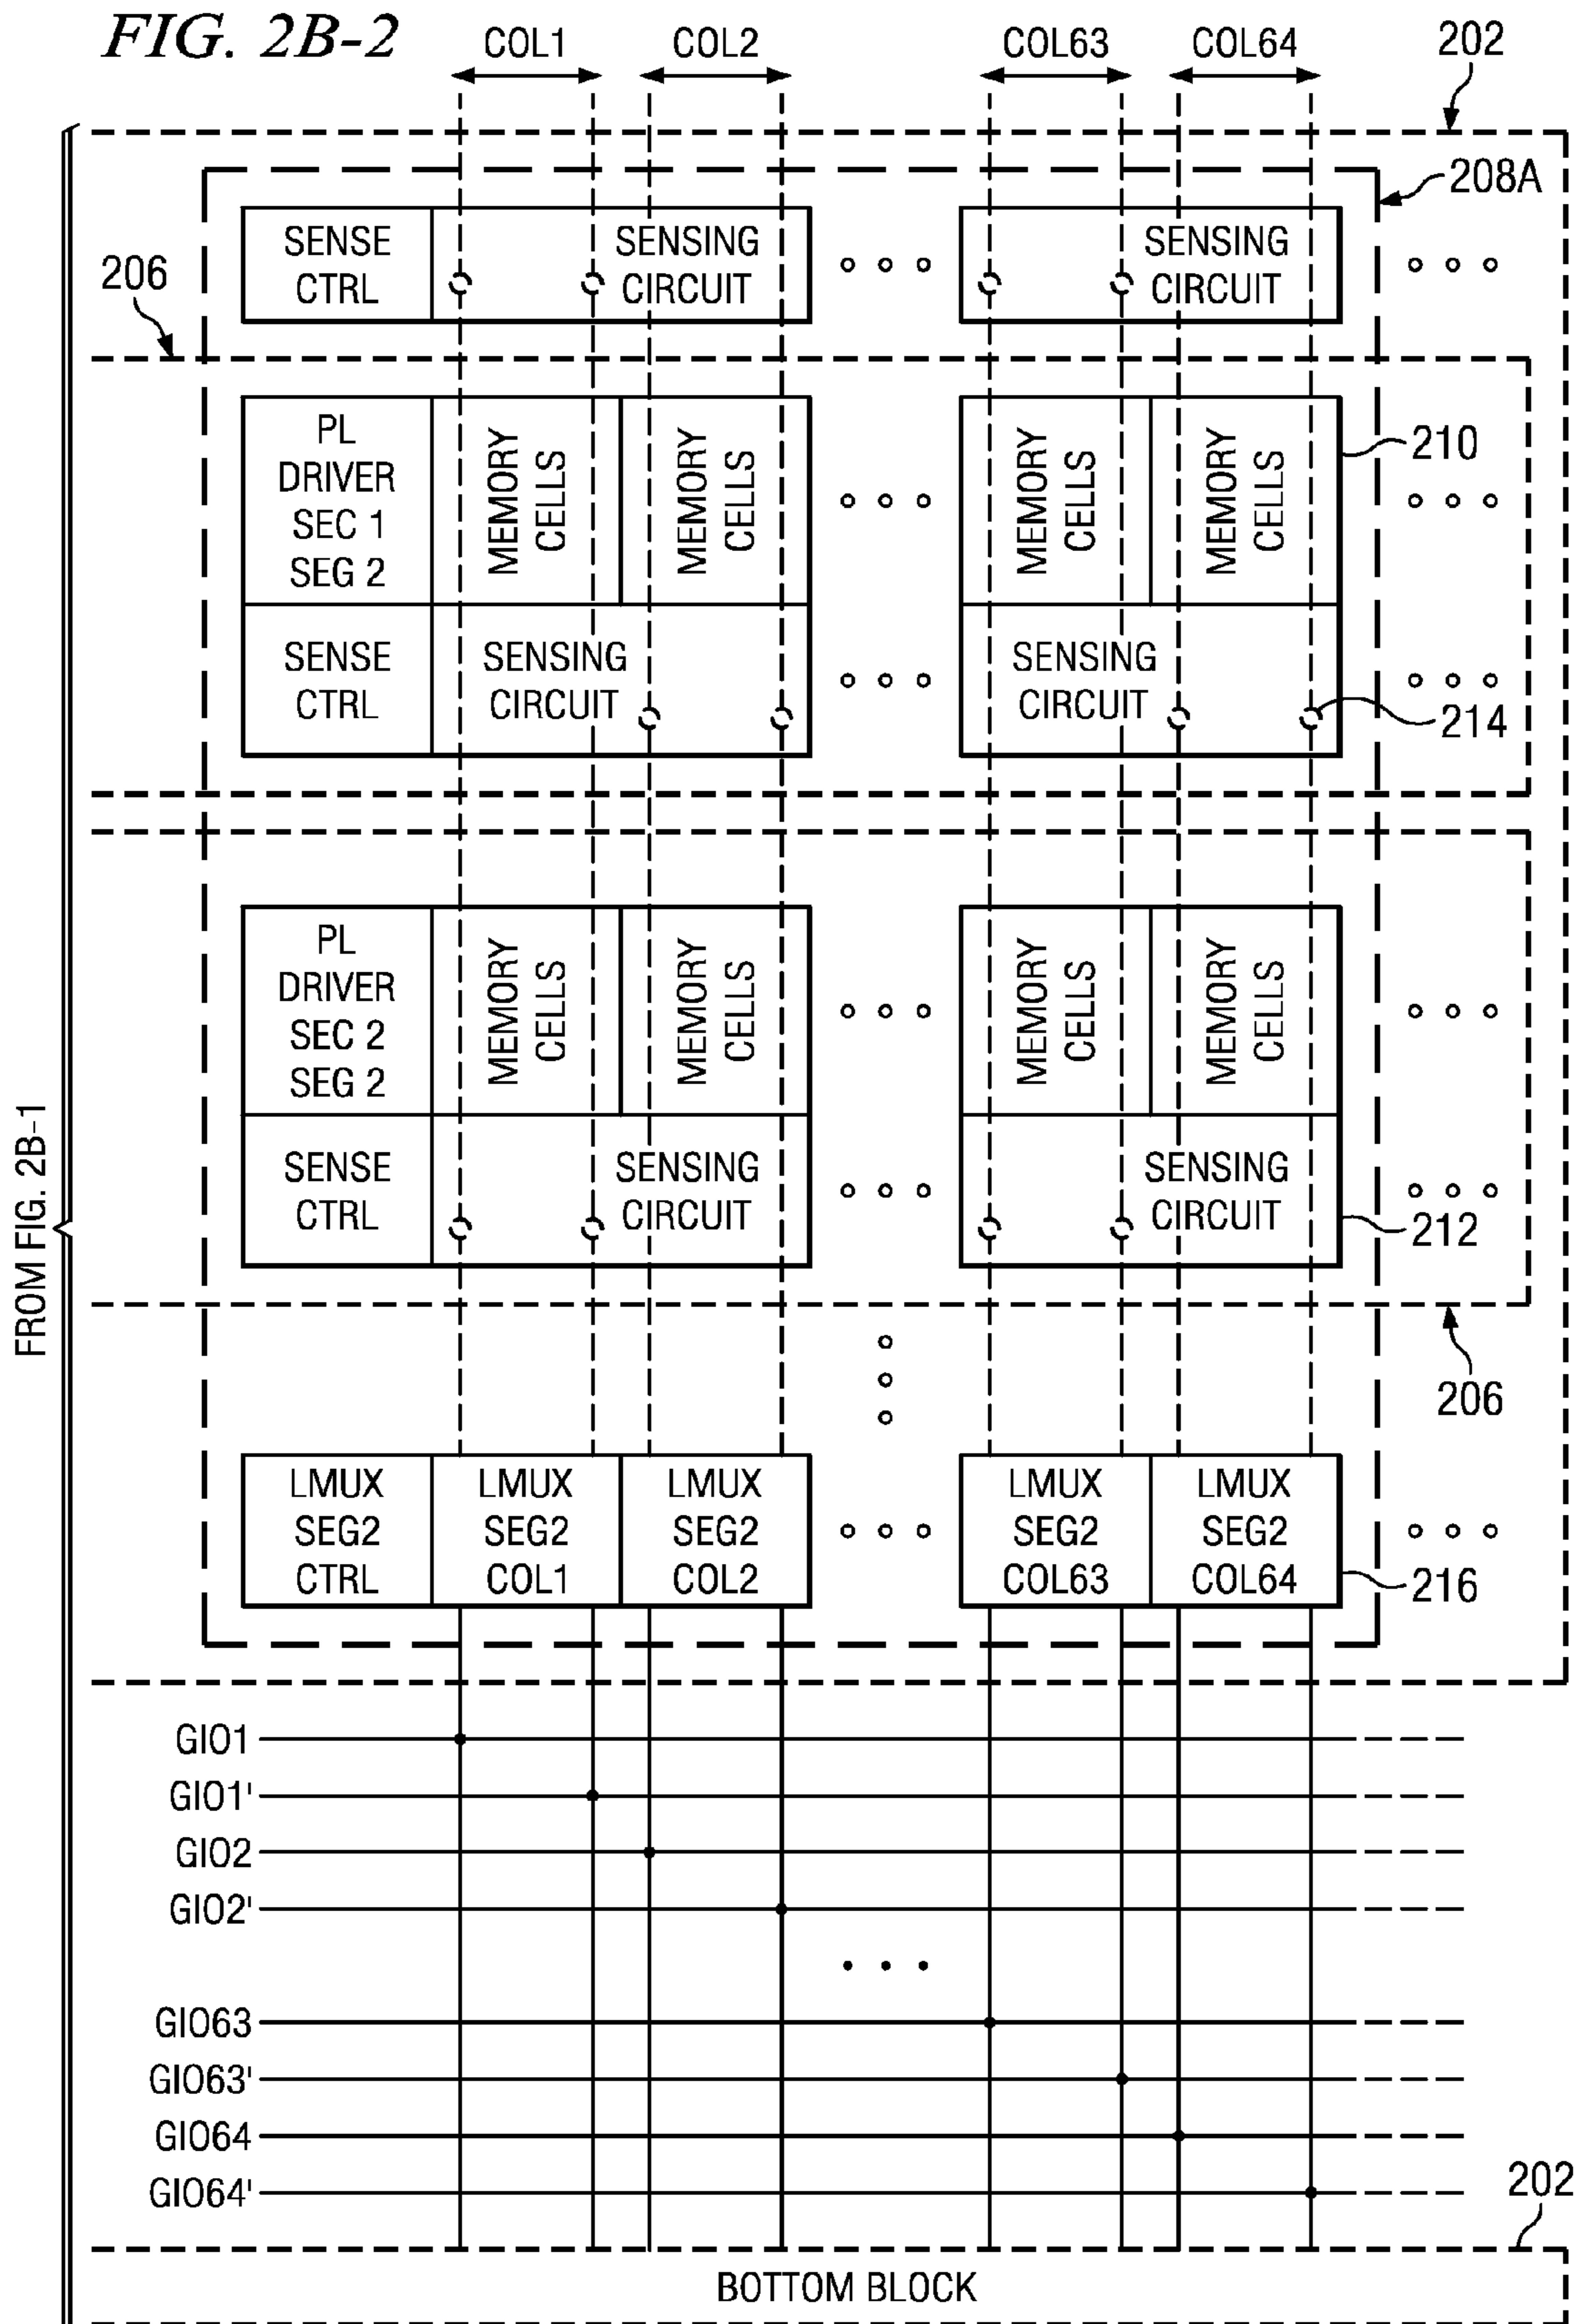 FIG. 2B-2
COL1
COL2
COL63
COL64
202
208A
SENSE
CTRL
SENSING
CIRCUIT
SENSING
CIRCUIT
206
PL
DRIVER
SEC 1
SEG 2
MEMORY
CELLS
MEMORY
CELLS
MEMORY
CELLS
MEMORY
CELLS
210
SENSE
CTRL
SENSING
CIRCUIT
SENSING
CIRCUIT
214
PL
DRIVER
SEC 2
SEG 2
MEMORY
CELLS
MEMORY
CELLS
MEMORY
CELLS
MEMORY
CELLS
SENSE
CTRL
SENSING
CIRCUIT
SENSING
CIRCUIT
212
FROM FIG. 2B-1
206
LMUX
SEG2
CTRL
LMUX
SEG2
COL1
LMUX
SEG2
COL2
LMUX
SEG2
COL63
LMUX
SEG2
COL64
216
GIO1
GIO1'
GIO2
GIO2'
GIO63
GIO63'
GIO64
GIO64'
202
BOTTOM BLOCK